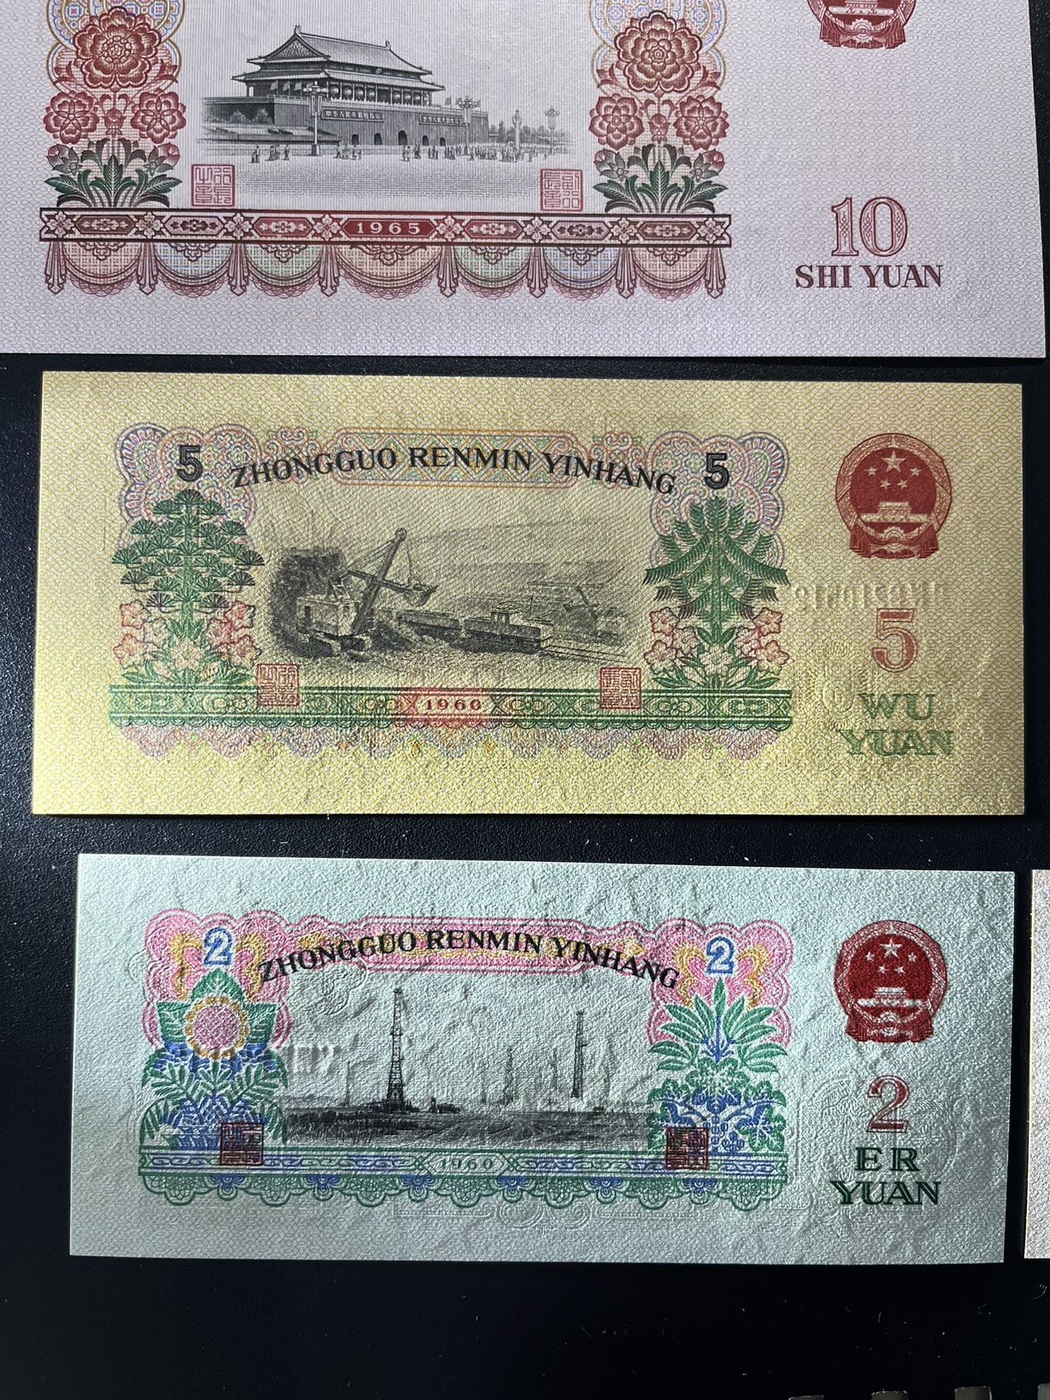 1965
10
SHI YUAN
5
ZHONGGUO RENMIN YINHANG
5
5
WU
YUAN
1960
2
ZHONGGUO RENMIN YINHANG
2
2
ER
YUAN
1960